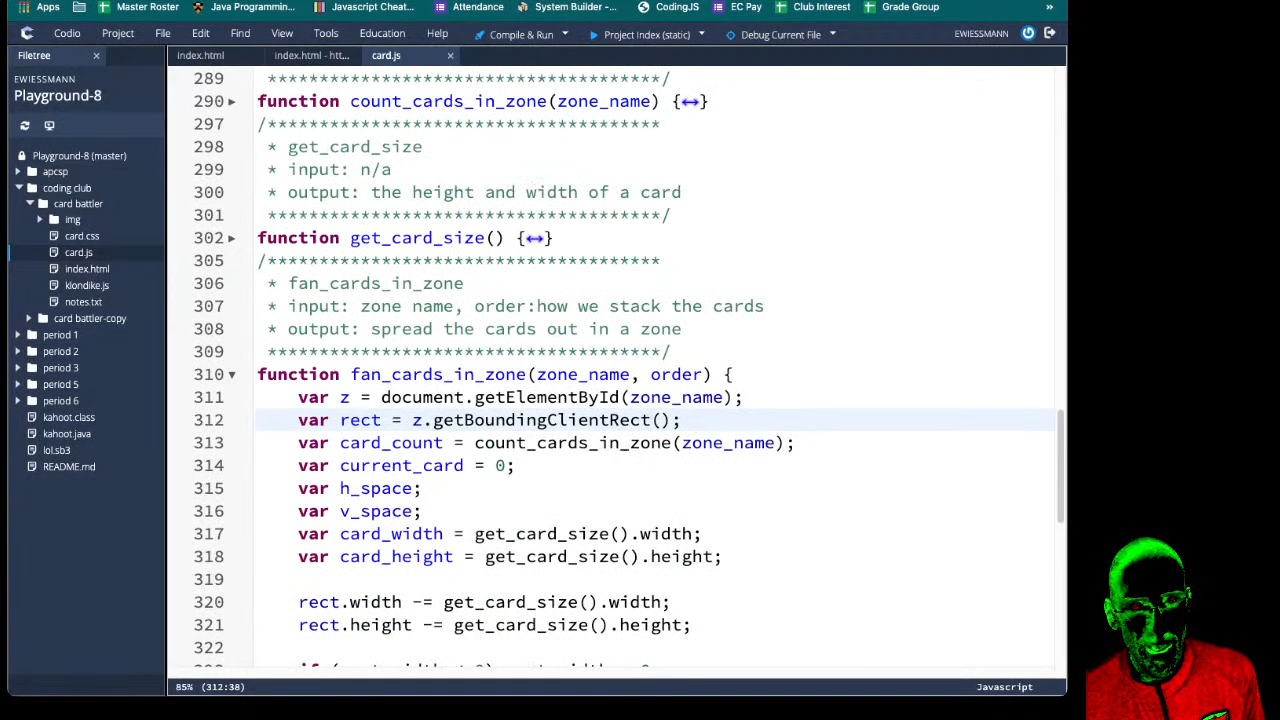 Apps Master Roster Java Programmin... Javascript Cheat... Attendance System Builder -... CodingJS EC Pay Club Interest Grade Group »
Codio Project File Edit Find View Tools Education Help Compile & Run Project Index (static) Debug Current File EWIESSMANN
Filetree × index.html index.html - htt... card.js ×
EWIESSMANN
Playground-8
Playground-8 (master)
apcsp
coding club
card battler
img
card.css
card.js
index.html
klondike.js
notes.txt
card battler-copy
period 1
period 2
period 3
period 5
period 6
kahoot.class
kahoot.java
lol.sb3
README.md
289 **************************************/
290 function count_cards_in_zone(zone_name) {↔}
297 /**************************************
298 * get_card_size
299 * input: n/a
300 * output: the height and width of a card
301 **************************************/
302 function get_card_size() {↔}
305 /**************************************
306 * fan_cards_in_zone
307 * input: zone name, order:how we stack the cards
308 * output: spread the cards out in a zone
309 **************************************/
310 function fan_cards_in_zone(zone_name, order) {
311 var z = document.getElementById(zone_name);
312 var rect = z.getBoundingClientRect();
313 var card_count = count_cards_in_zone(zone_name);
314 var current_card = 0;
315 var h_space;
316 var v_space;
317 var card_width = get_card_size().width;
318 var card_height = get_card_size().height;
319
320 rect.width -= get_card_size().width;
321 rect.height -= get_card_size().height;
322
85% (312:38) Javascript